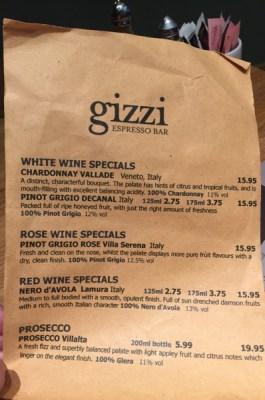 gizzi
ESPRESSO BAR
WHITE WINE SPECIALS
CHARDONNAY VALLADE Veneto, Italy 15.95
A distinct, characterful bouquet. The palate has hints of citrus and tropical fruits, and is
mouth-filling with excellent balancing acidity. 100% Chardonnay 11% vol
PINOT GRIGIO DECANAL Italy 125ml 2.75 175ml 3.75 15.95
Packed full of ripe honeyed fruit, with just the right amount of freshness
100% Pinot Grigio 12% vol
ROSE WINE SPECIALS
PINOT GRIGIO ROSE Villa Serena Italy 15.95
Fresh and clean on the nose, whilst the palate displays more pure fruit flavours with a
dry, clean finish. 100% Pinot Grigio 12.5% vol
RED WINE SPECIALS
NERO d'AVOLA Lamura Italy 125ml 2.75 175ml 3.75 15.95
Medium to full bodied with a smooth, opulent finish. Full of sun drenched damson fruits
with a rich, smooth Italian character 100% Nero d'Avola 13% vol
PROSECCO
PROSECCO Villalta 200ml bottle 5.99 19.95
A fresh fizz and superbly balanced palate with light appley fruit and citrus notes which
linger on the elegant finish. 100% Glera 11% vol